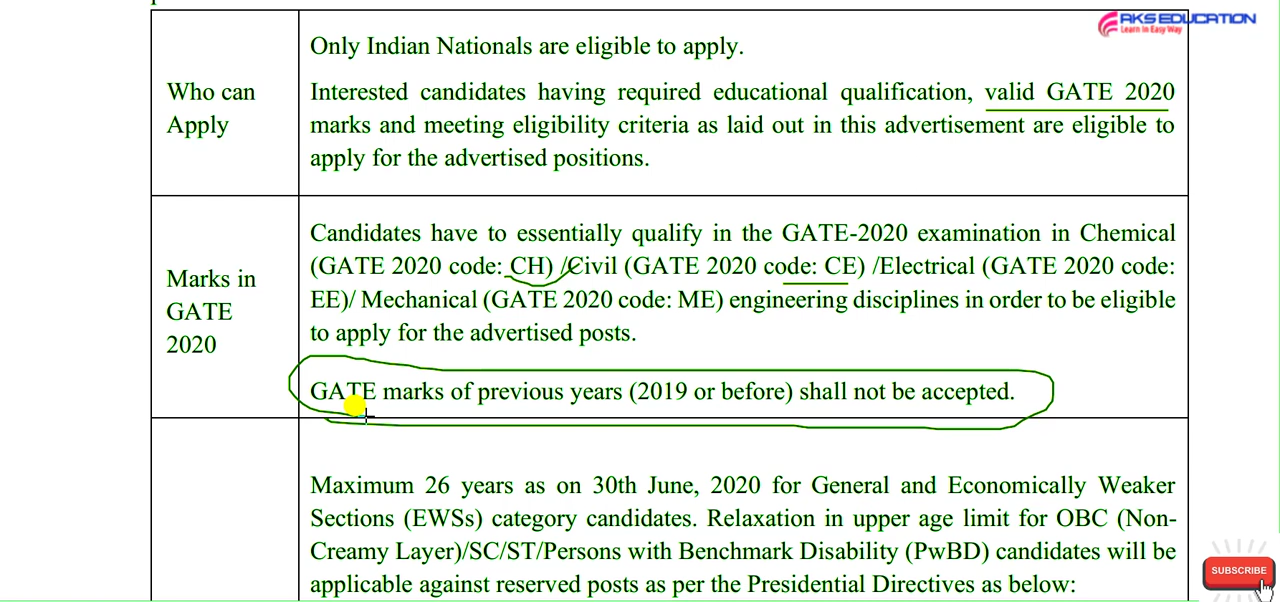 AKS EDUCATION
Learn In Easy Way
Only Indian Nationals are eligible to apply.
Who can
Apply
Interested candidates having required educational qualification, valid GATE 2020
marks and meeting eligibility criteria as laid out in this advertisement are eligible to
apply for the advertised positions.
Marks in
GATE
2020
Candidates have to essentially qualify in the GATE-2020 examination in Chemical
(GATE 2020 code: CH) /Civil (GATE 2020 code: CE) /Electrical (GATE 2020 code:
EE)/ Mechanical (GATE 2020 code: ME) engineering disciplines in order to be eligible
to apply for the advertised posts.
GATE marks of previous years (2019 or before) shall not be accepted.
Maximum 26 years as on 30th June, 2020 for General and Economically Weaker
Sections (EWSs) category candidates. Relaxation in upper age limit for OBC (Non-
Creamy Layer)/SC/ST/Persons with Benchmark Disability (PwBD) candidates will be
applicable against reserved posts as per the Presidential Directives as below:
SUBSCRIBE